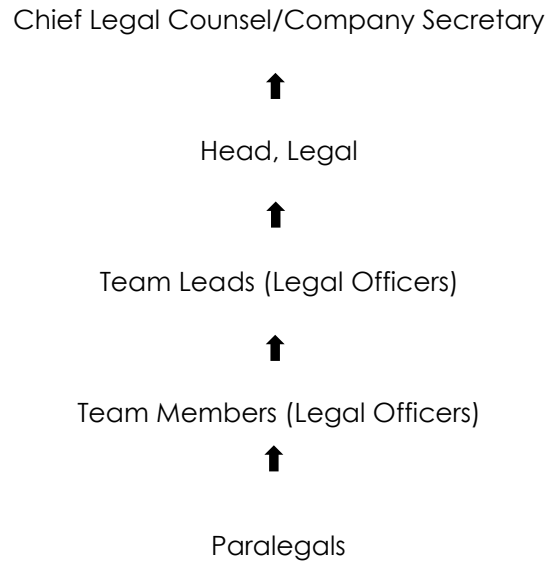 Chief Legal Counsel/Company Secretary
Head, Legal
Team Leads (Legal Officers)
Team Members (Legal Officers)
Paralegals